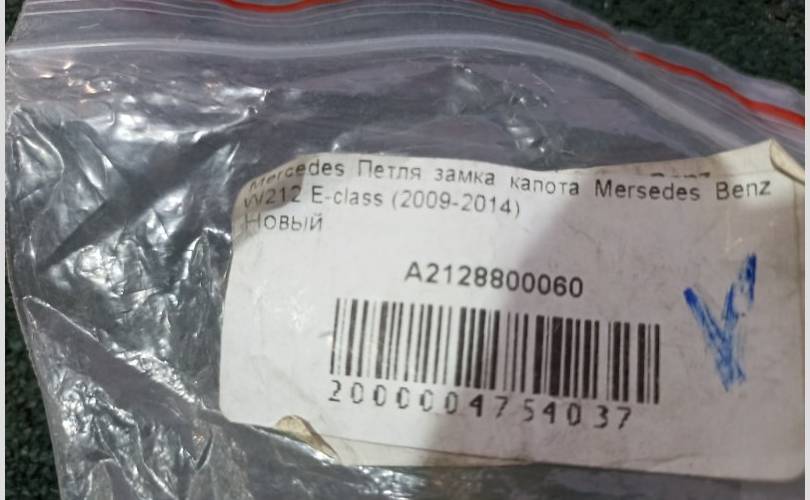 Mercedes Петля замка капота Mersedes Benz
W212 E-class (2009-2014)
Новый
A2128800060
2000004754037